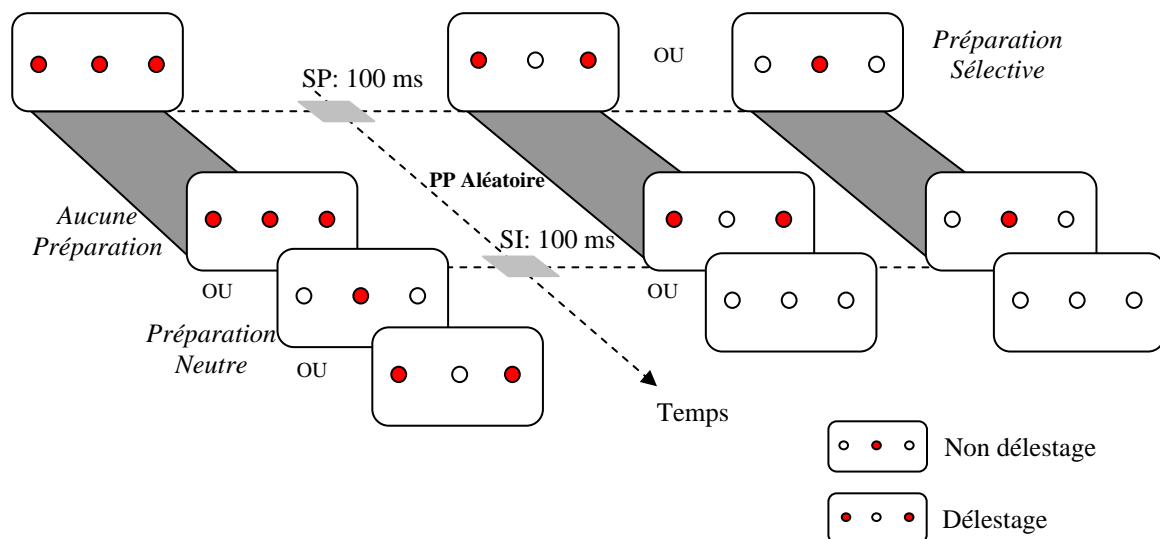 OU
Préparation
Sélective
SP: 100 ms
PP Aléatoire
Aucune
Préparation
SI: 100 ms
OU
OU
Préparation
Neutre
OU
Temps
Non délestage
Délestage